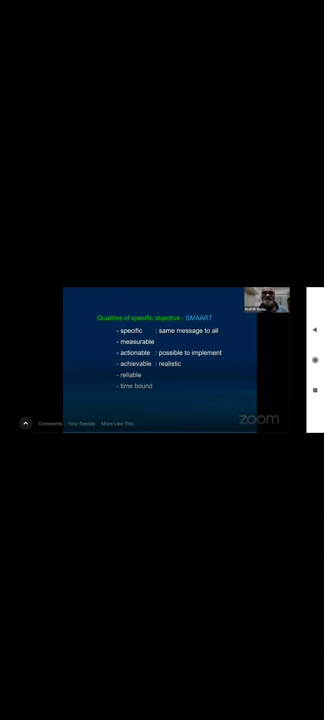 Qualities of specific objective : SMAART
- specific : same message to all
- measurable
- actionable : possible to implement
- achievable : realistic
- reliable
- time bound
zoom
Comments Your Replies More Like This